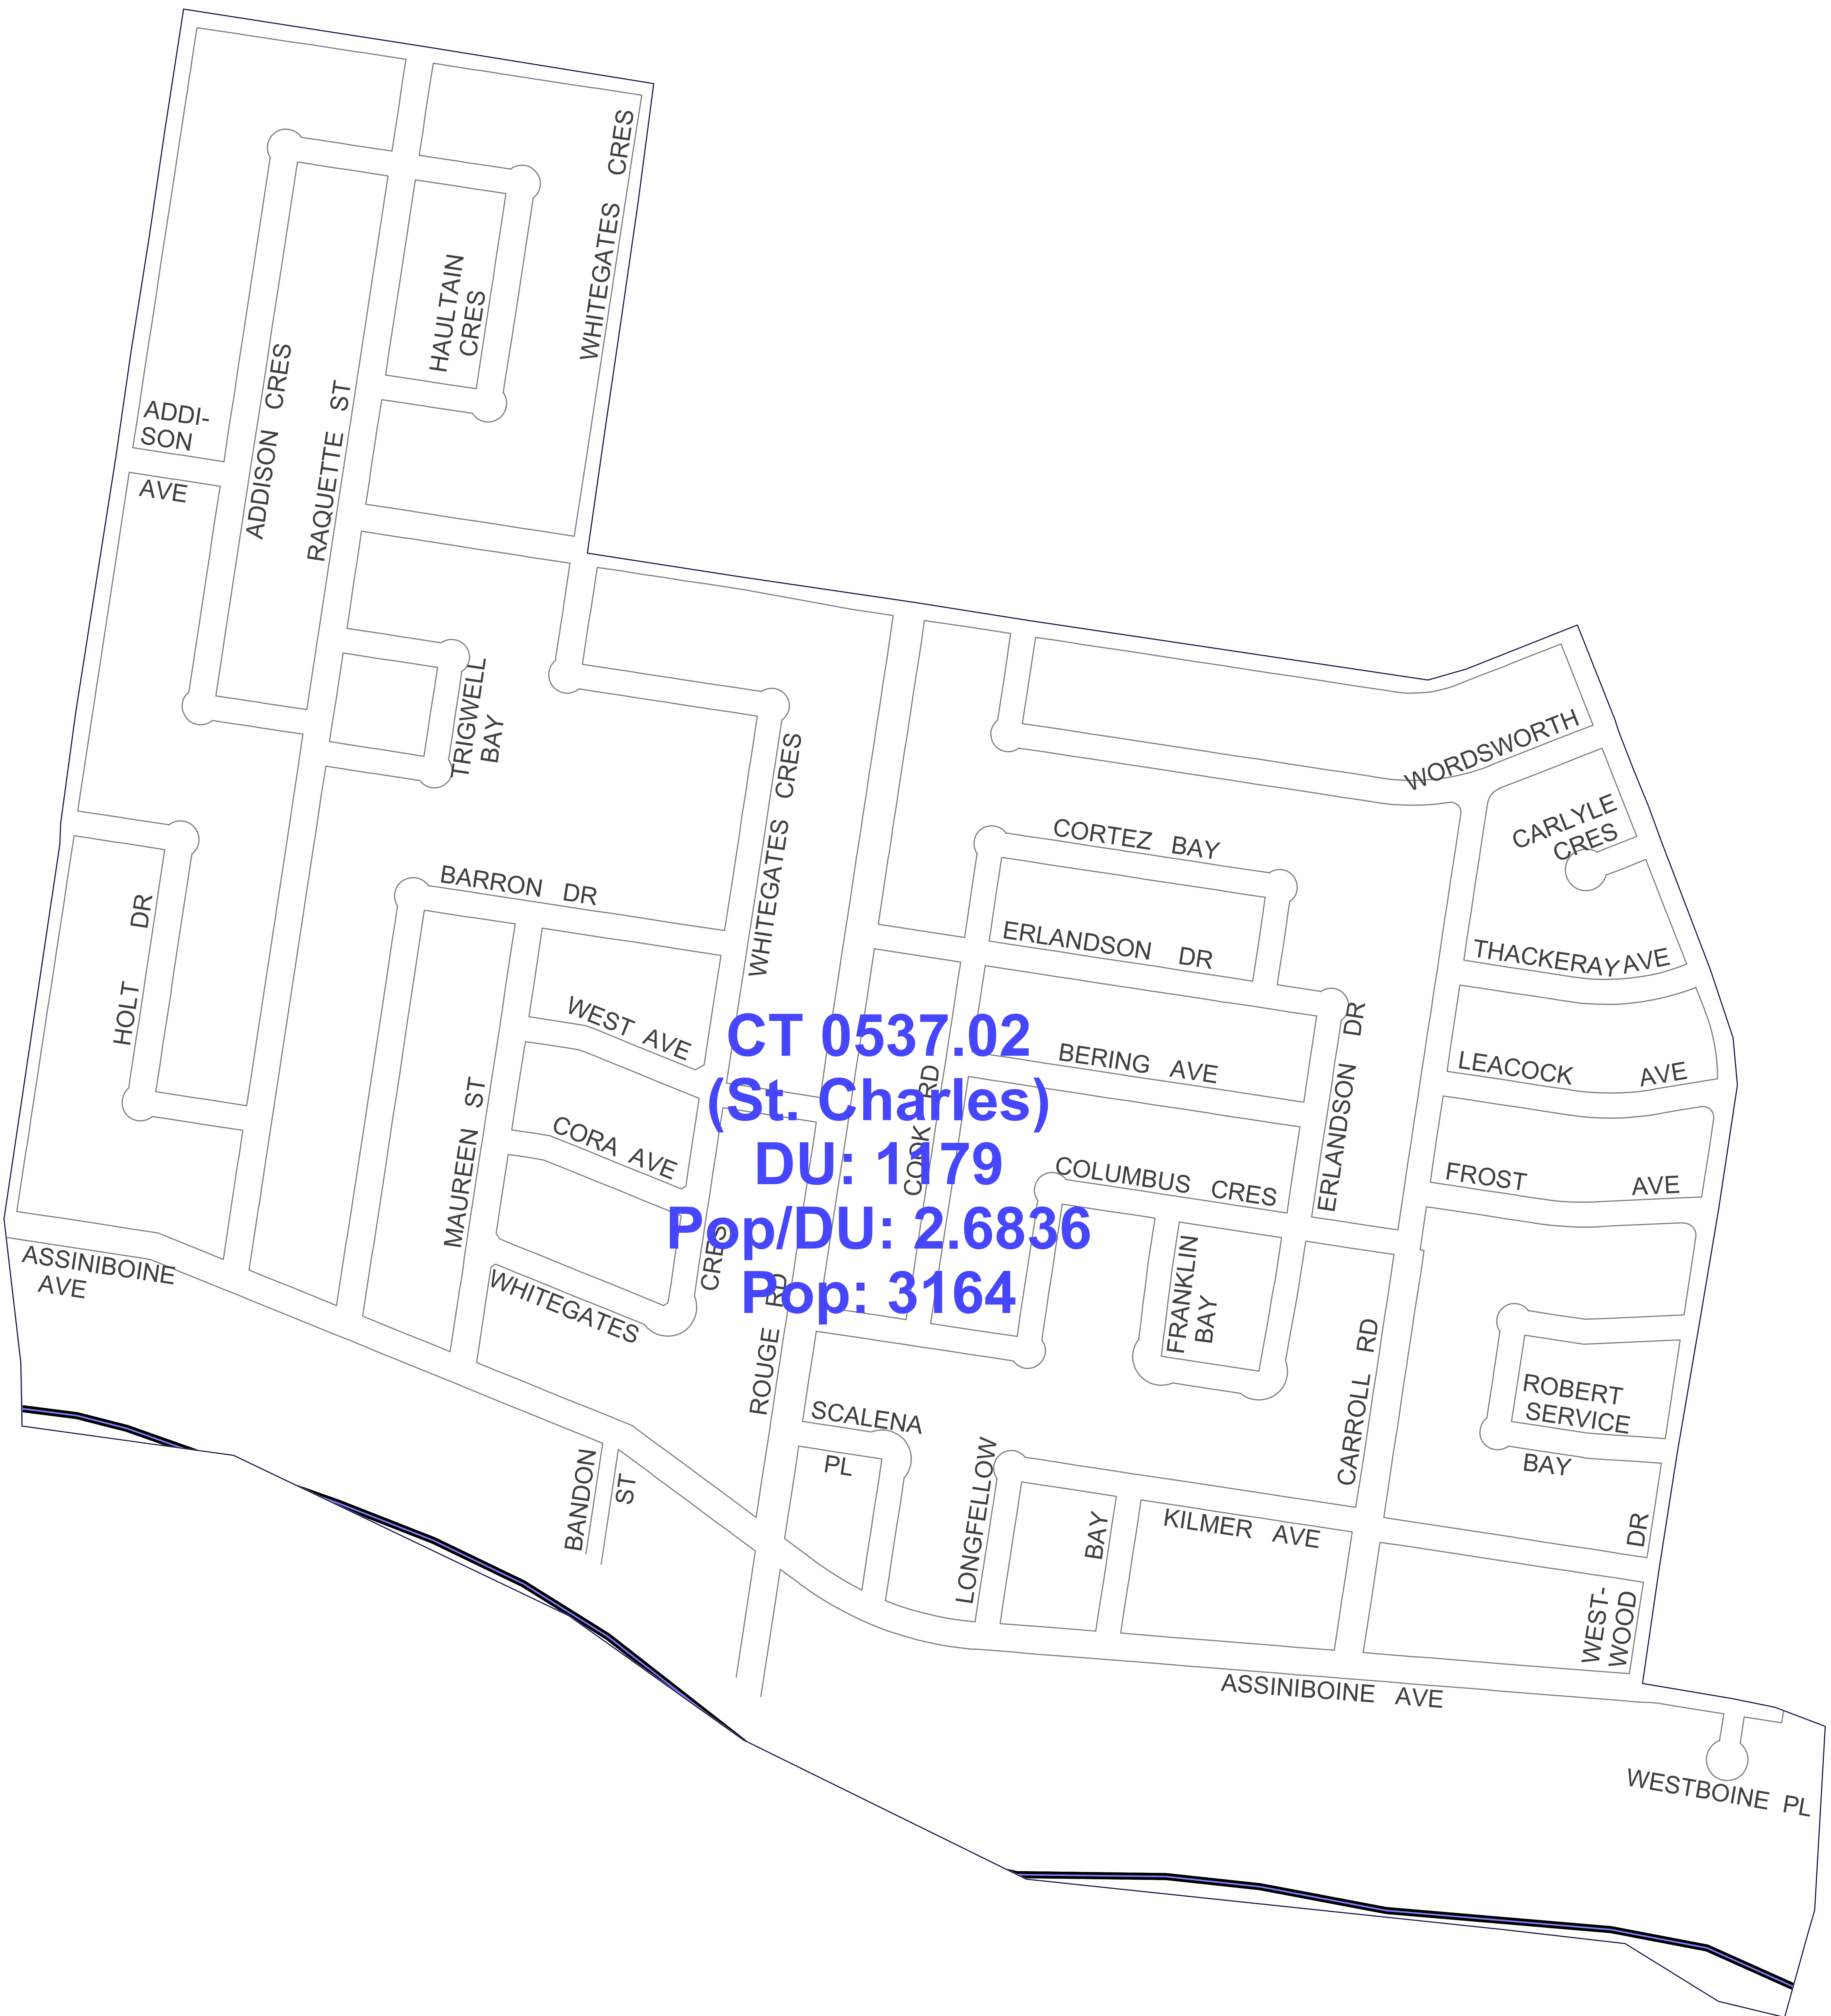 WHITEGATES CRES
HAULTAIN
CRES
ADDISON CRES
RAQUETTE ST
ADDI-
SON
AVE
TRIGWELL
BAY
WHITEGATES CRES
WORDSWORTH
CARLYLE
CRES
CORTEZ BAY
BARRON DR
HOLT DR
ERLANDSON DR
THACKERAY AVE
WEST AVE
CT 0537.02
(St. Charles)
DU: 1179
Pop/DU: 2.6836
Pop: 3164
BERING AVE
ERLANDSON DR
LEACOCK AVE
COOK RD
MAUREEN ST
CORA AVE
COLUMBUS CRES
FROST AVE
ASSINIBOINE
AVE
WHITEGATES
CRES
ROUGE RD
FRANKLIN
BAY
CARROLL RD
ROBERT
SERVICE
BAY
SCALENA
PL
BANDON
ST
LONGFELLOW
BAY
KILMER AVE
WEST-
WOOD
DR
ASSINIBOINE AVE
WESTBOINE PL